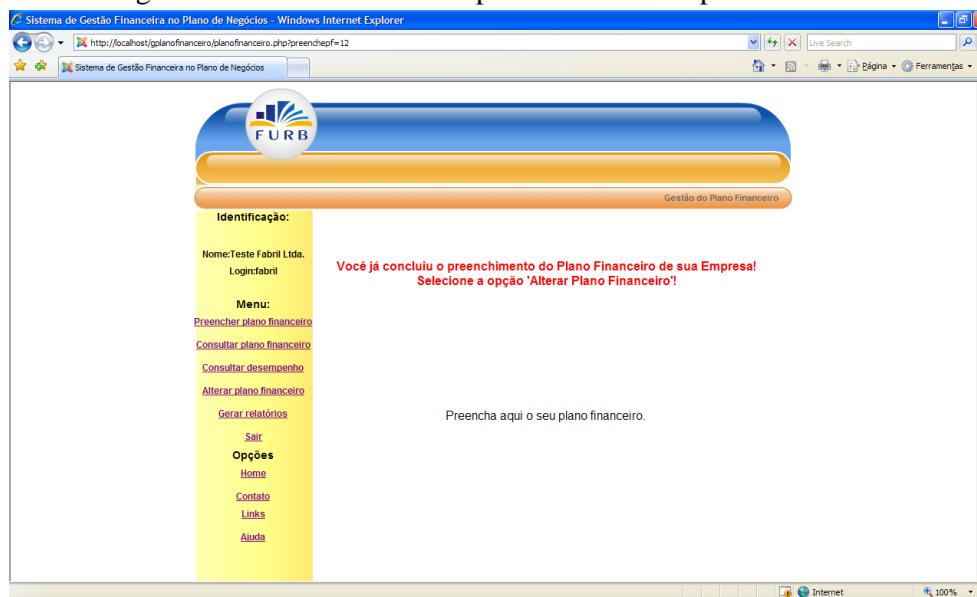 Sistema de Gestão Financeira no Plano de Negócios - Windows Internet Explorer
http://localhost/gplanofinanceiro/planofinanceiro.php?preenchepf=12
Live Search
Sistema de Gestão Financeira no Plano de Negócios
Página
Ferramentas
FURB
Gestão do Plano Financeiro
Identificação:
Nome:Teste Fabril Ltda.
Login:fabril
Você já concluiu o preenchimento do Plano Financeiro de sua Empresa!
Selecione a opção 'Alterar Plano Financeiro'!
Menu:
Preencher plano financeiro
Consultar plano financeiro
Consultar desempenho
Alterar plano financeiro
Gerar relatórios
Preencha aqui o seu plano financeiro.
Sair
Opções
Home
Contato
Links
Ajuda
Internet
100%